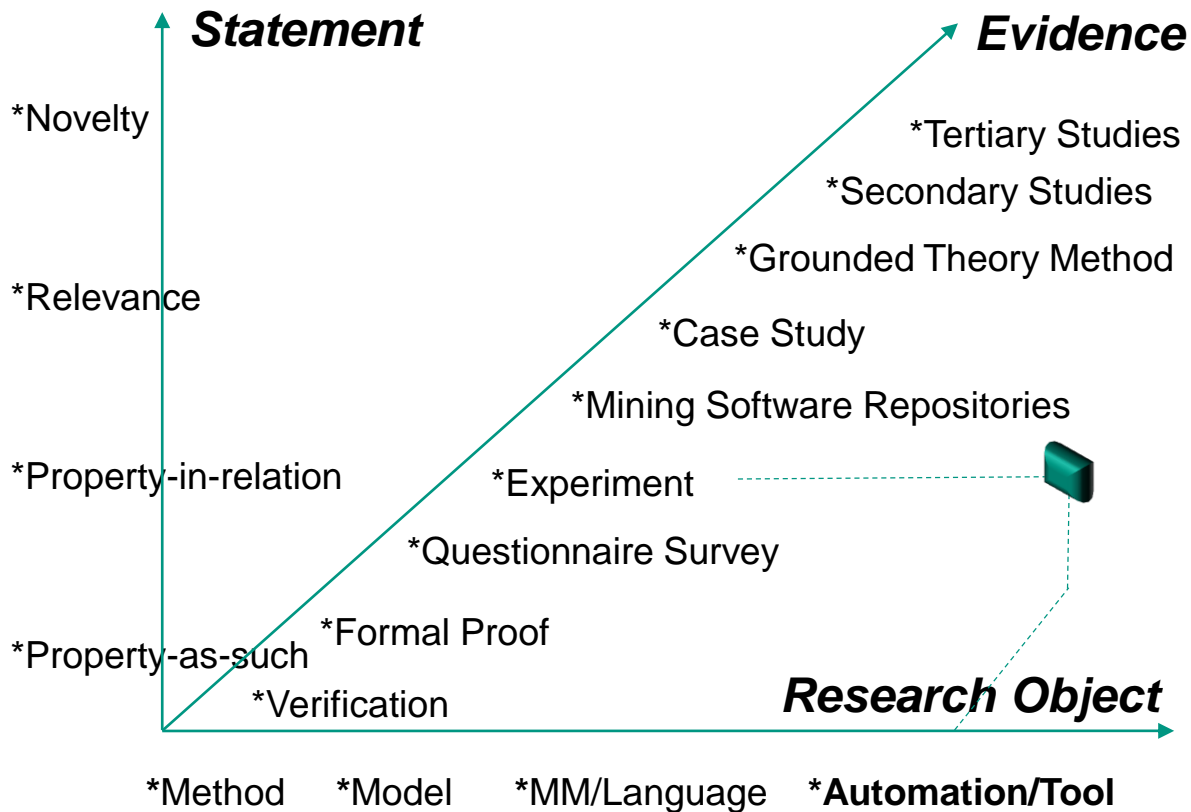 Statement
Evidence
*Novelty
*Tertiary Studies
*Secondary Studies
*Grounded Theory Method
*Relevance
*Case Study
*Mining Software Repositories
*Property-in-relation
*Experiment
*Questionnaire Survey
*Formal Proof
*Property-as-such
*Verification
Research Object
*Method *Model *MM/Language *Automation/Tool